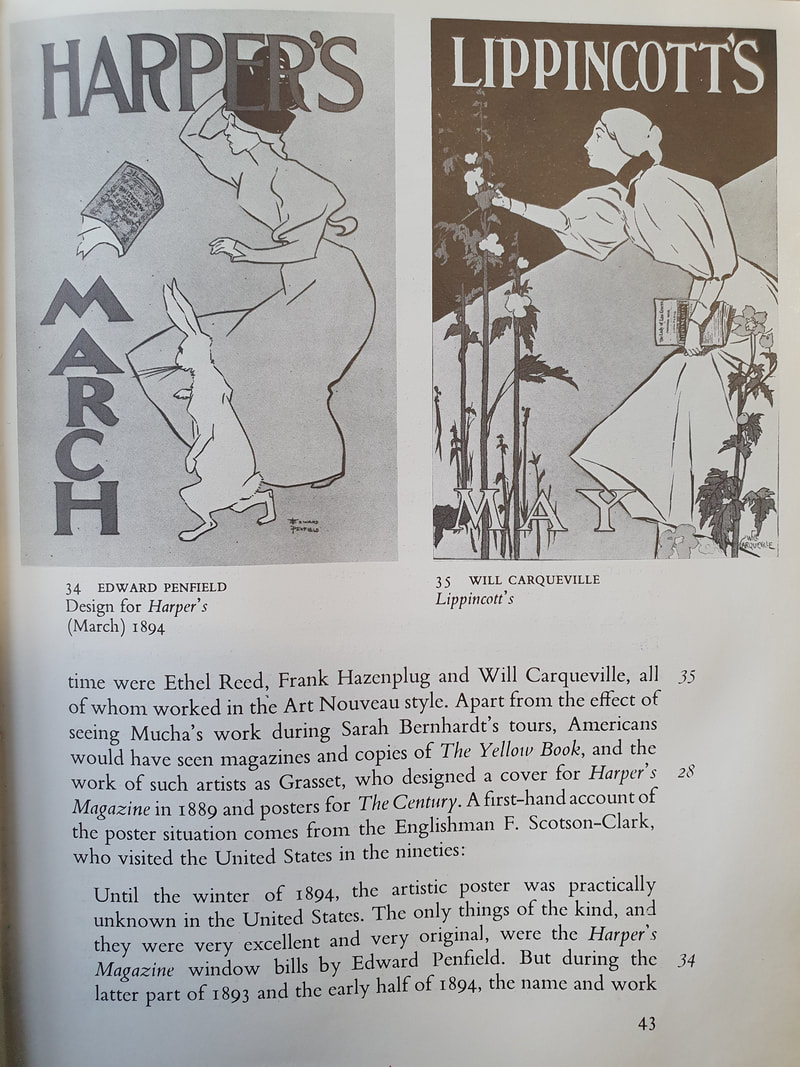 HARPER'S
MARCH
EDWARD
PENFIELD
LIPPINCOTT'S
MAY
WILL
CARQUEVILLE
34 EDWARD PENFIELD
Design for Harper's
(March) 1894
35 WILL CARQUEVILLE
Lippincott's
time were Ethel Reed, Frank Hazenplug and Will Carqueville, all 35
of whom worked in the Art Nouveau style. Apart from the effect of
seeing Mucha's work during Sarah Bernhardt's tours, Americans
would have seen magazines and copies of The Yellow Book, and the
work of such artists as Grasset, who designed a cover for Harper's 28
Magazine in 1889 and posters for The Century. A first-hand account of
the poster situation comes from the Englishman F. Scotson-Clark,
who visited the United States in the nineties:
Until the winter of 1894, the artistic poster was practically
unknown in the United States. The only things of the kind, and
they were very excellent and very original, were the Harper's
Magazine window bills by Edward Penfield. But during the 34
latter part of 1893 and the early half of 1894, the name and work
43